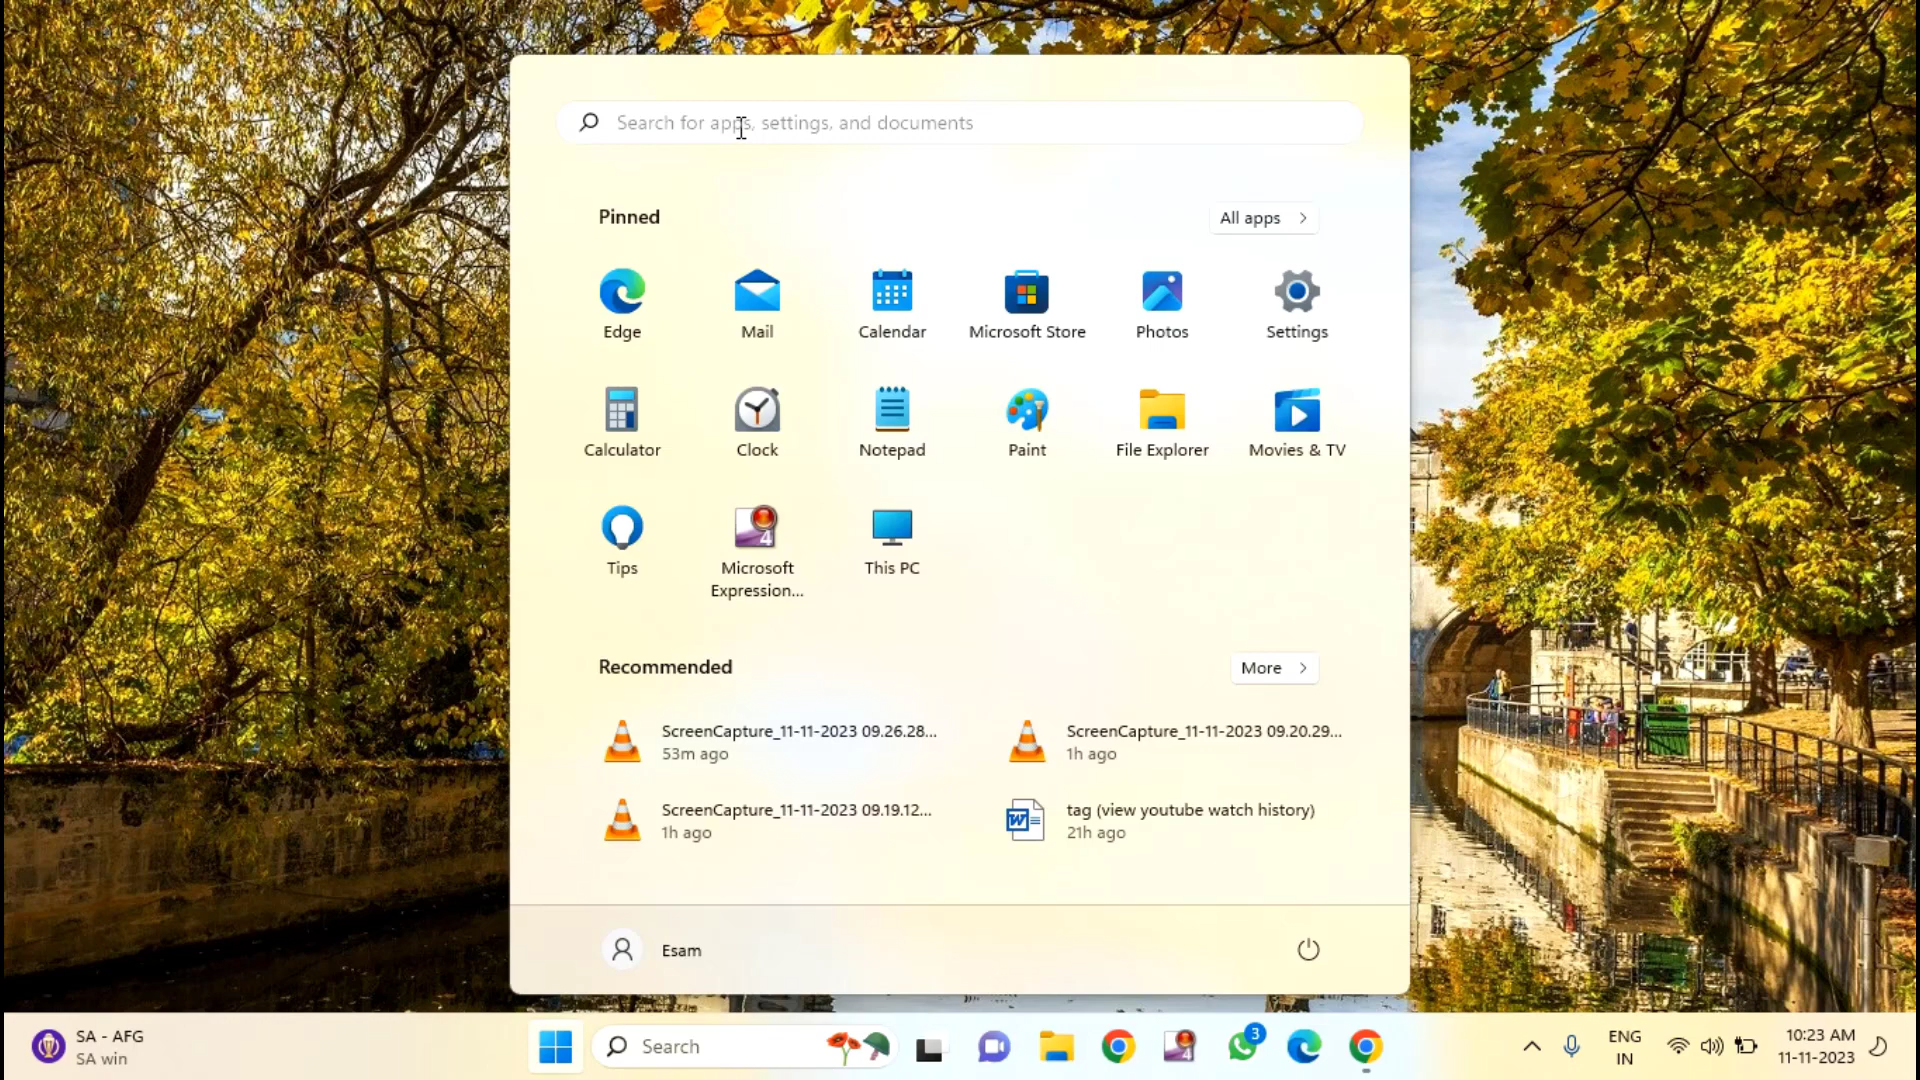 Search for apps, settings, and documents
Pinned
All apps
Edge
Mail
Calendar
Microsoft Store
Photos
Settings
Calculator
Clock
Notepad
Paint
File Explorer
Movies & TV
Tips
Microsoft
Expression...
This PC
Recommended
More
ScreenCapture_11-11-2023 09.26.28...
53m ago
ScreenCapture_11-11-2023 09.20.29...
1h ago
ScreenCapture_11-11-2023 09.19.12...
1h ago
tag (view youtube watch history)
21h ago
Esam
SA - AFG
SA win
Search
3
ENG
IN
10:23 AM
11-11-2023